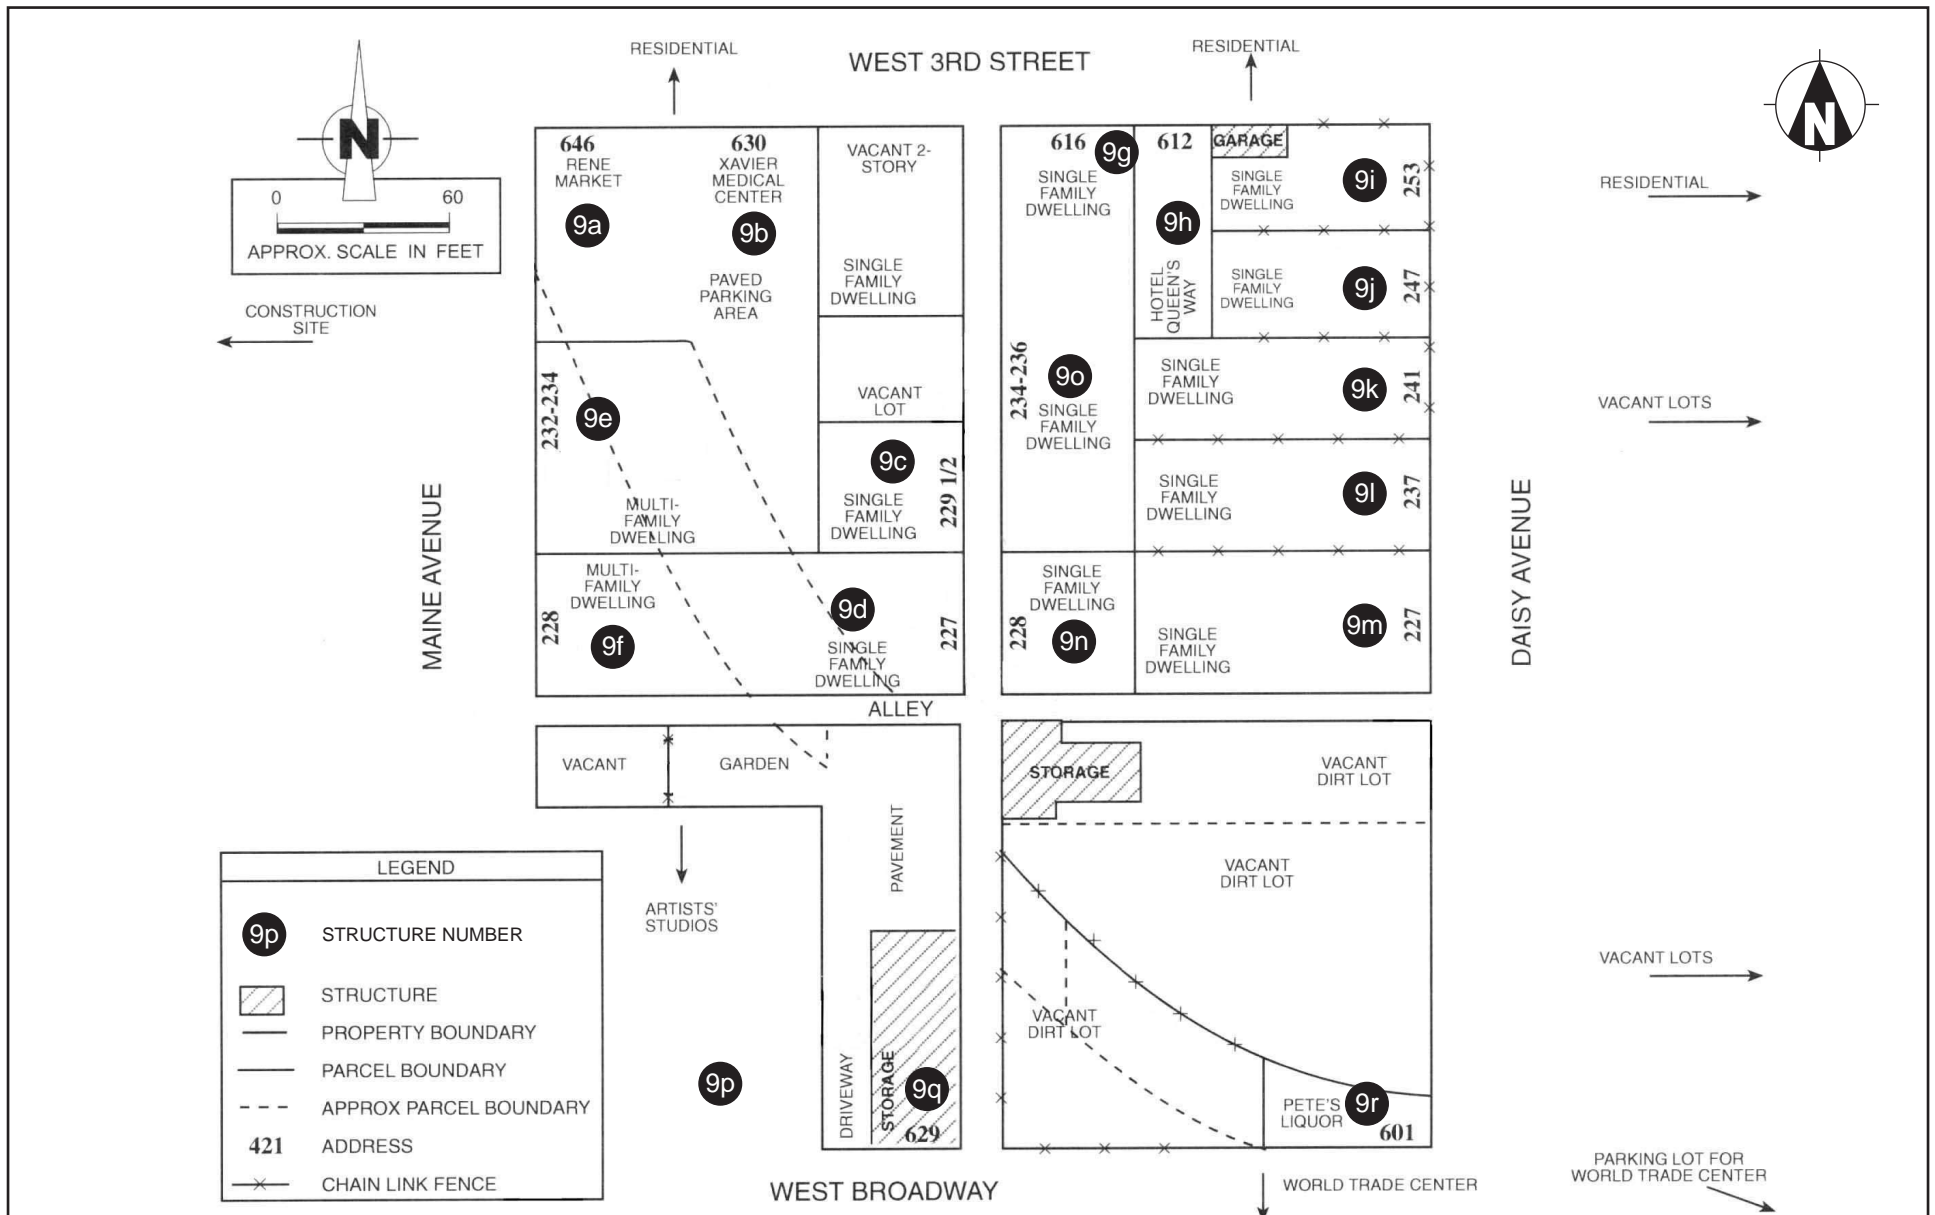 RESIDENTIAL
WEST 3RD STREET
RESIDENTIAL
N
0 60
APPROX. SCALE IN FEET
N
646
RENE
MARKET
9a
630
XAVIER
MEDICAL
CENTER
9b
PAVED
PARKING
AREA
VACANT 2-
STORY
SINGLE
FAMILY
DWELLING
616
9g
SINGLE
FAMILY
DWELLING
612
9h
HOTEL
QUEEN'S
WAY
GARAGE
SINGLE
FAMILY
DWELLING
9i
253
RESIDENTIAL
SINGLE
FAMILY
DWELLING
9j
247
CONSTRUCTION
SITE
232-234
9e
MULTI-
FAMILY
DWELLING
VACANT
LOT
9c
SINGLE
FAMILY
DWELLING
229 1/2
234-236
9o
SINGLE
FAMILY
DWELLING
SINGLE
FAMILY
DWELLING
9k
241
VACANT LOTS
SINGLE
FAMILY
DWELLING
9l
237
MAINE AVENUE
DAISY AVENUE
MULTI-
FAMILY
DWELLING
228
9f
9d
SINGLE
FAMILY
DWELLING
227
SINGLE
FAMILY
DWELLING
228
9n
SINGLE
FAMILY
DWELLING
9m
227
ALLEY
VACANT
GARDEN
PAVEMENT
STORAGE
VACANT
DIRT LOT
VACANT
DIRT LOT
ARTISTS'
STUDIOS
9p
DRIVEWAY
STORAGE
9q
629
VACANT
DIRT LOT
PETE'S
LIQUOR
9r
601
VACANT LOTS
LEGEND
9p STRUCTURE NUMBER
STRUCTURE
PROPERTY BOUNDARY
PARCEL BOUNDARY
APPROX PARCEL BOUNDARY
421 ADDRESS
CHAIN LINK FENCE
WEST BROADWAY
WORLD TRADE CENTER
PARKING LOT FOR
WORLD TRADE CENTER